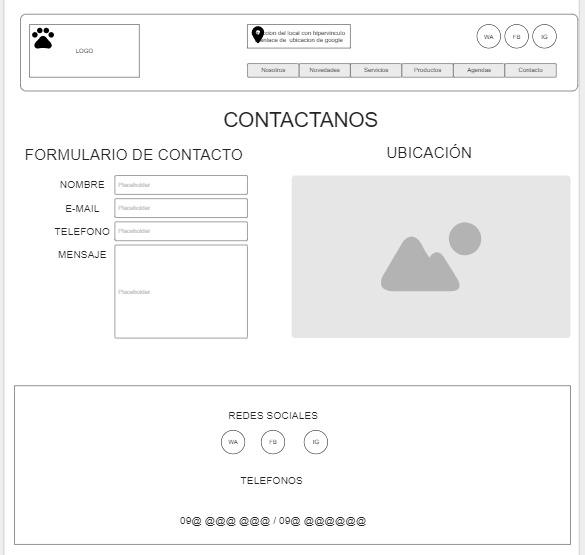 LOGO
ccion del local con hipervinculo
enlace de ubicacion de google
WA FB IG
Nosotros Novedades Servicios Productos Agendas Contacto
CONTACTANOS
FORMULARIO DE CONTACTO
UBICACIÓN
NOMBRE Placeholder
E-MAIL Placeholder
TELEFONO Placeholder
MENSAJE
Placeholder
REDES SOCIALES
WA FB IG
TELEFONOS
09@ @@@ @@@ / 09@ @@@@@@